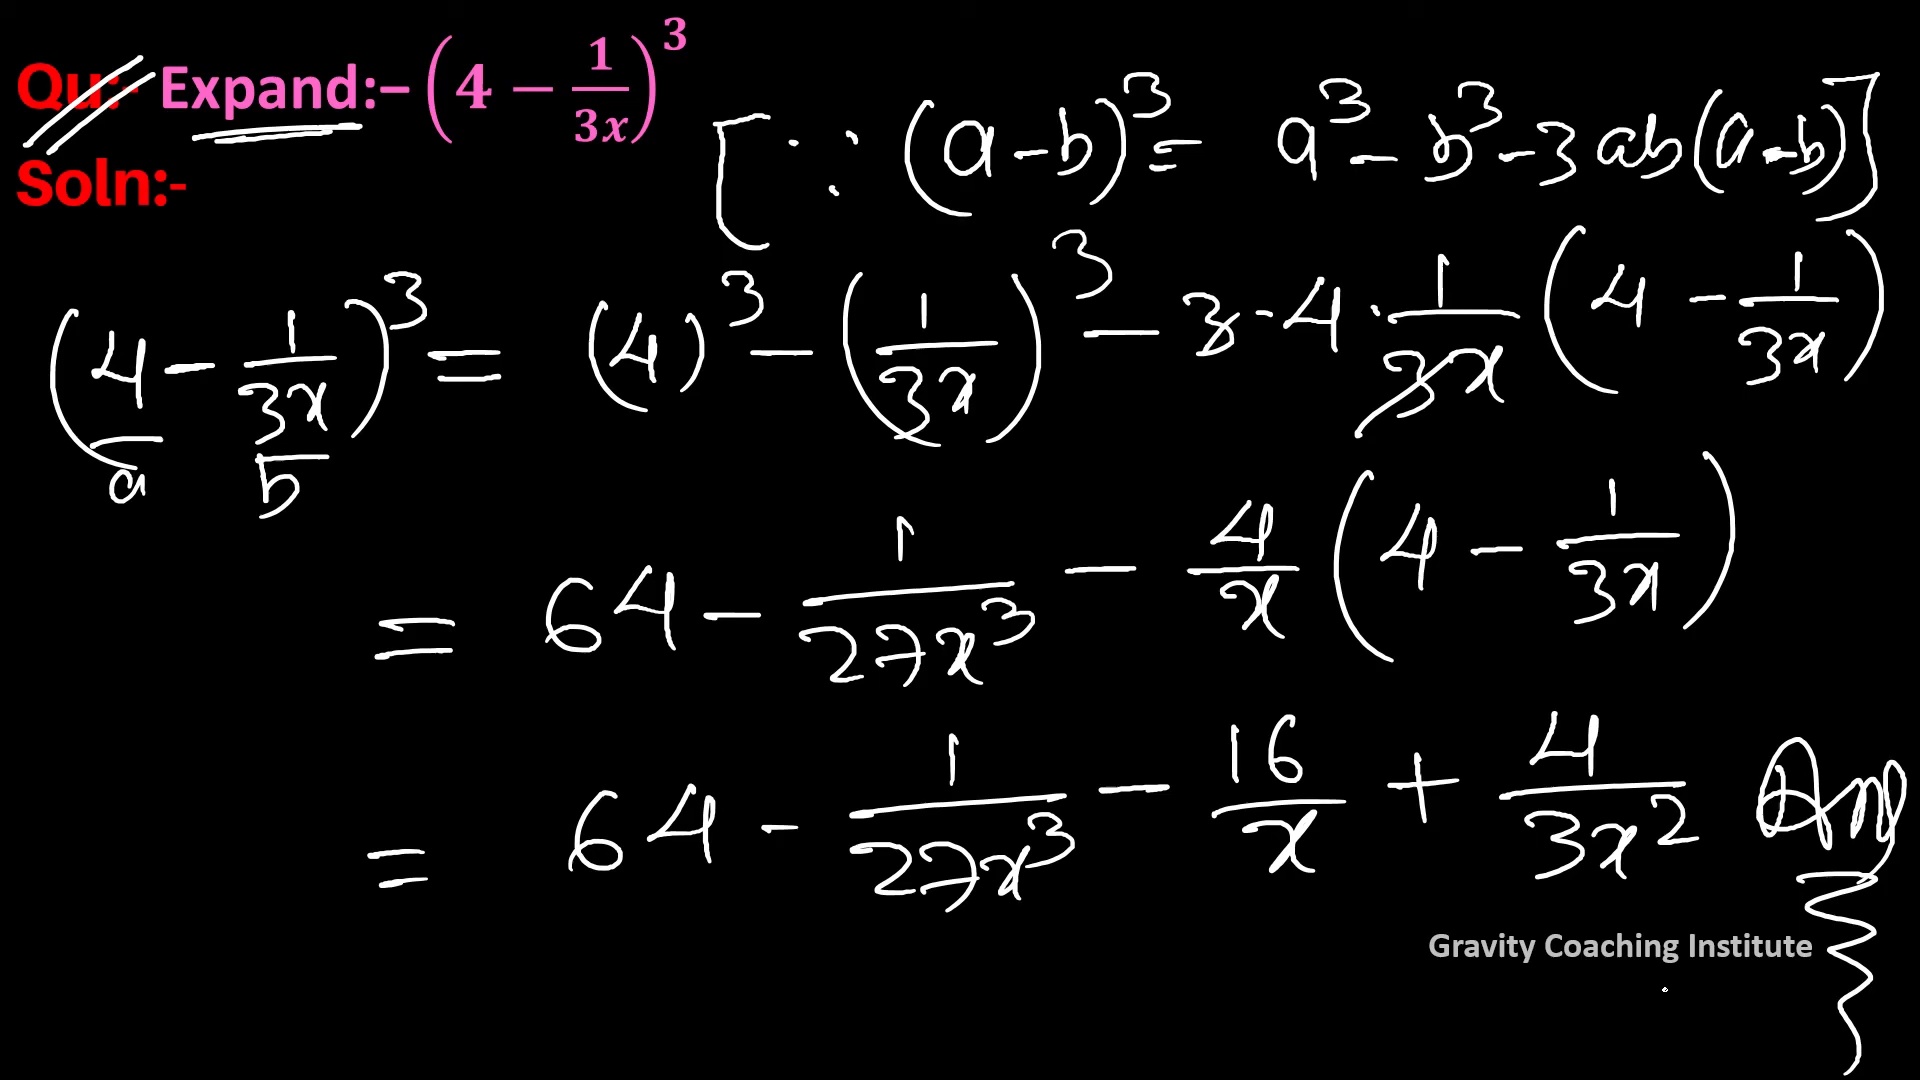 Qu:- Expand:– (4 − 1/3x)³
[∵ (a-b)³ = a³ - b³ - 3ab(a-b)]
Soln:-
(4 - 1/3x)³ = (4)³ - (1/3x)³ - 3·4·1/3x (4 - 1/3x)
a b
= 64 - 1/27x³ - 4/x (4 - 1/3x)
= 64 - 1/27x³ - 16/x + 4/3x² Ans
Gravity Coaching Institute